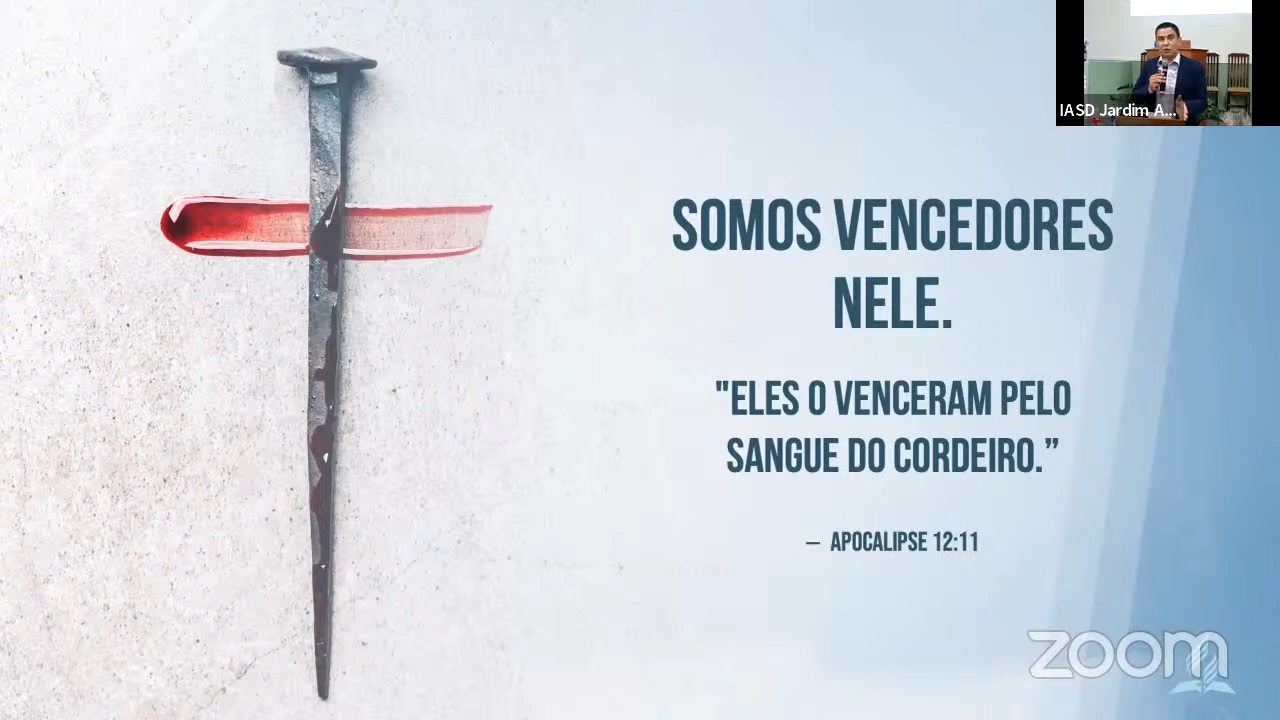 IASD Jardim A...
SOMOS VENCEDORES
NELE.
"ELES O VENCERAM PELO
SANGUE DO CORDEIRO.”
– APOCALIPSE 12:11
zoom